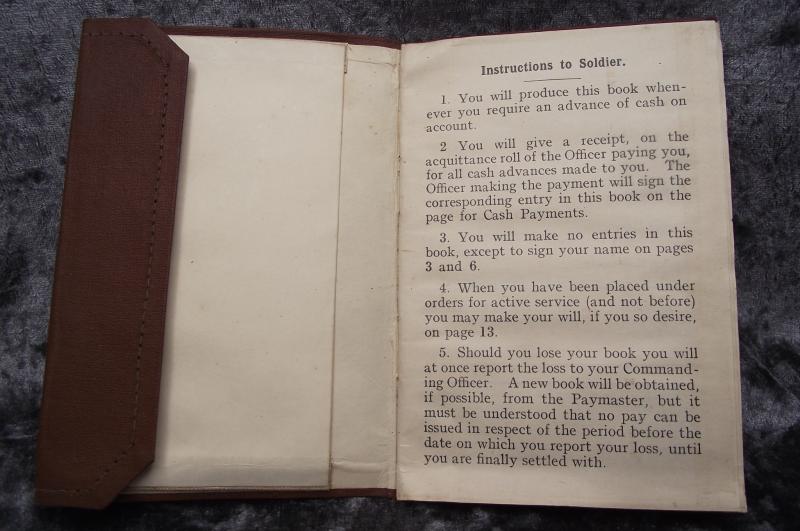 Instructions to Soldier.
1. You will produce this book when-
ever you require an advance of cash on
account.
2 You will give a receipt, on the
acquittance roll of the Officer paying you,
for all cash advances made to you. The
Officer making the payment will sign the
corresponding entry in this book on the
page for Cash Payments.
3. You will make no entries in this
book, except to sign your name on pages
3 and 6.
4. When you have been placed under
orders for active service (and not before)
you may make your will, if you so desire,
on page 13.
5. Should you lose your book you will
at once report the loss to your Command-
ing Officer. A new book will be obtained,
if possible, from the Paymaster, but it
must be understood that no pay can be
issued in respect of the period before the
date on which you report your loss, until
you are finally settled with.